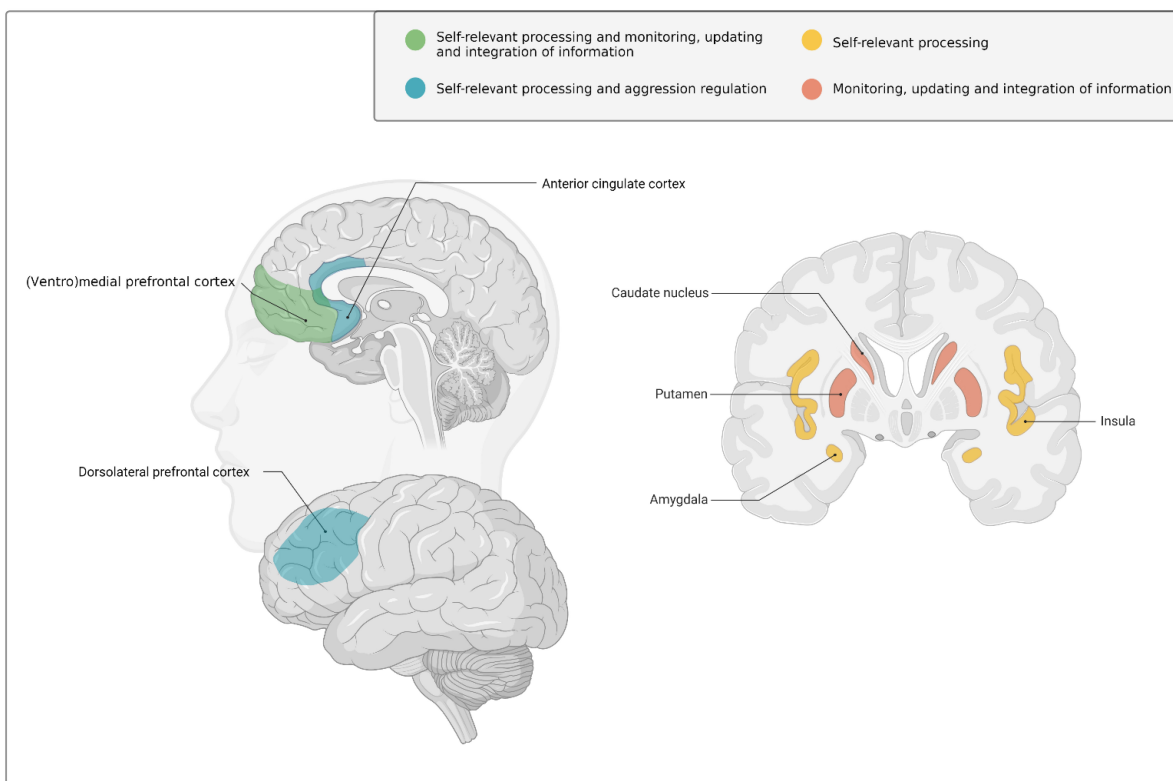 Self-relevant processing and monitoring, updating
and integration of information
Self-relevant processing
Self-relevant processing and aggression regulation
Monitoring, updating and integration of information
Anterior cingulate cortex
(Ventro)medial prefrontal cortex
Caudate nucleus
Putamen
Insula
Dorsolateral prefrontal cortex
Amygdala